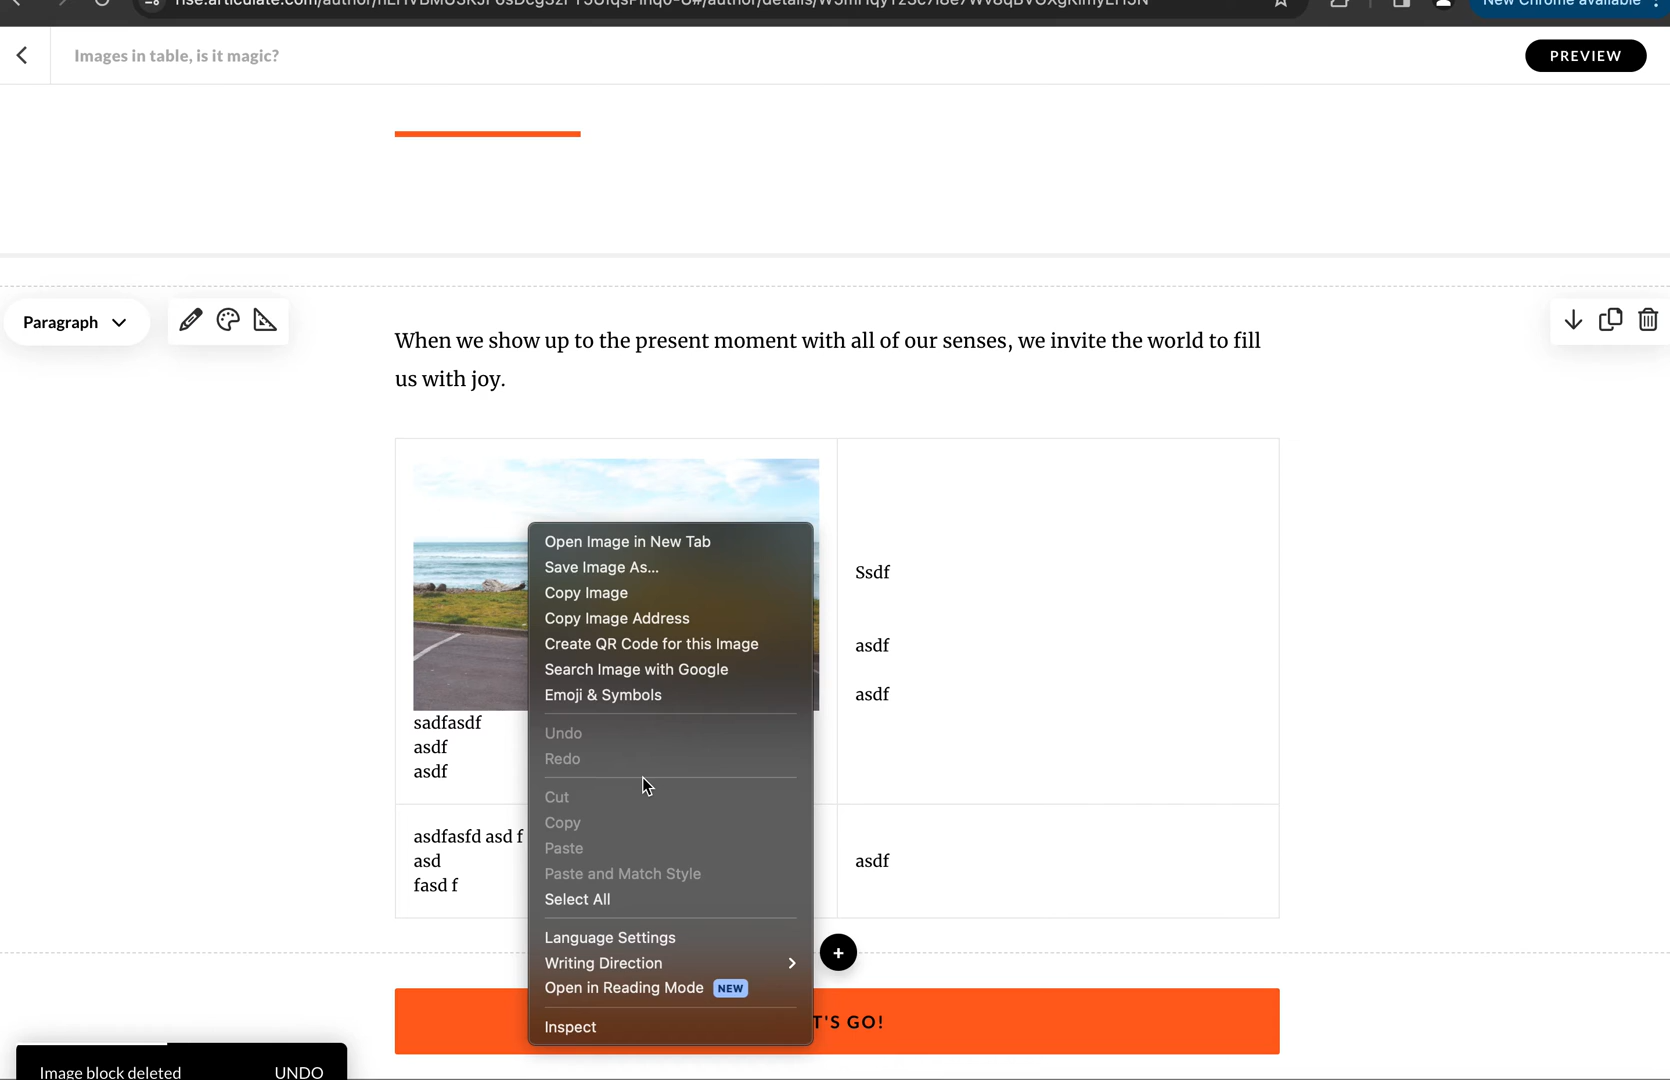 New Chrome available
Images in table, is it magic?
PREVIEW
Paragraph
When we show up to the present moment with all of our senses, we invite the world to fill
us with joy.
Open Image in New Tab
Save Image As...
Copy Image
Copy Image Address
Create QR Code for this Image
Search Image with Google
Emoji & Symbols
Undo
Redo
Cut
Copy
Paste
Paste and Match Style
Select All
Language Settings
Writing Direction
Open in Reading Mode NEW
Inspect
sadfasdf
asdf
asdf
Ssdf
asdf
asdf
asdfasfd asd f
asd
fasd f
asdf
T'S GO!
Image block deleted UNDO